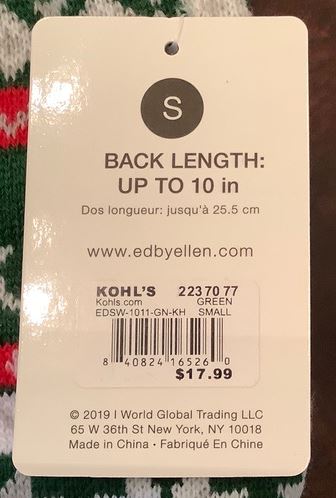 S
BACK LENGTH:
UP TO 10 in
Dos longueur: jusqu'à 25.5 cm
www.edbyellen.com
KOHL'S 2237077
Kohls.com GREEN
EDSW-1011-GN-KH SMALL
8 40824 16526 0
$17.99
© 2019 I World Global Trading LLC
65 W 36th St New York, NY 10018
Made in China • Fabriqué En Chine